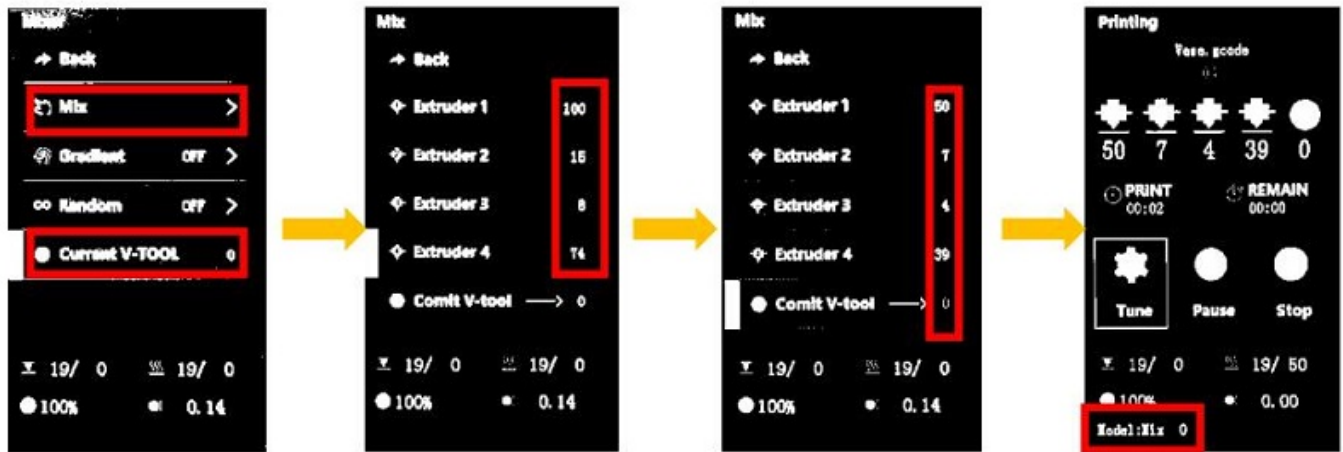 Mixer
Back
Mix >
Gradient OFF >
Random OFF >
Current V-TOOL 0
19/ 0 19/ 0
100% 0.14
Mix
Back
Extruder 1 100
Extruder 2 15
Extruder 3 8
Extruder 4 74
Comit V-tool 0
19/ 0 19/ 0
100% 0.14
Mix
Back
Extruder 1 50
Extruder 2 7
Extruder 3 4
Extruder 4 39
Comit V-tool 0
19/ 0 19/ 0
100% 0.14
Printing
Vase.gcode
50 7 4 39 0
PRINT REMAIN
00:02 00:00
Tune Pause Stop
19/ 0 19/ 50
100% 0.00
Model:Mix 0